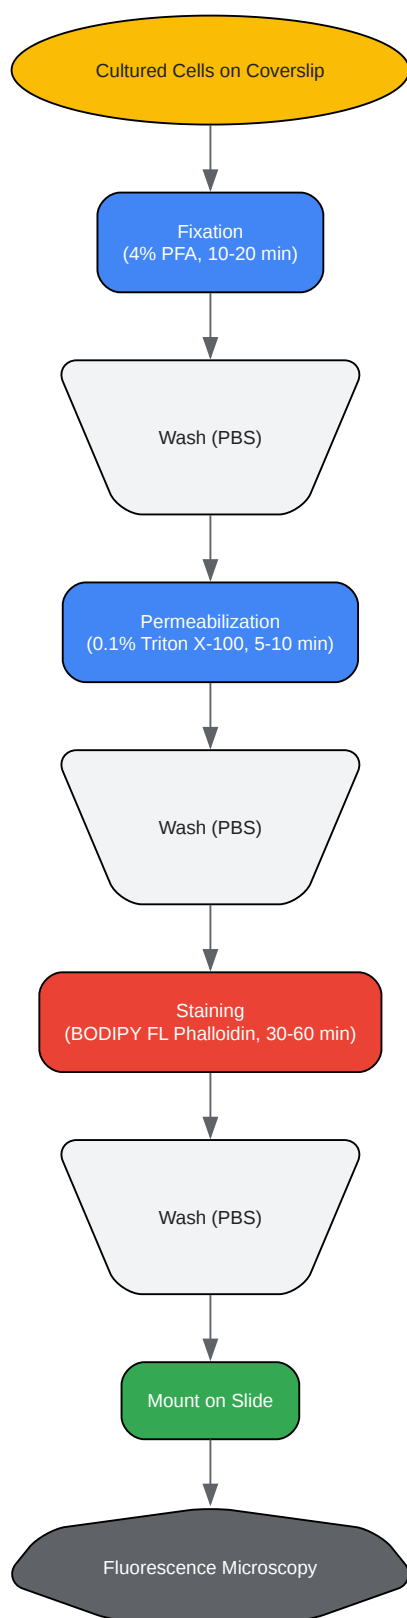 Cultured Cells on Coverslip
Fixation
(4% PFA, 10-20 min)
Wash (PBS)
Permeabilization
(0.1% Triton X-100, 5-10 min)
Wash (PBS)
Staining
(BODIPY FL Phalloidin, 30-60 min)
Wash (PBS)
Mount on Slide
Fluorescence Microscopy